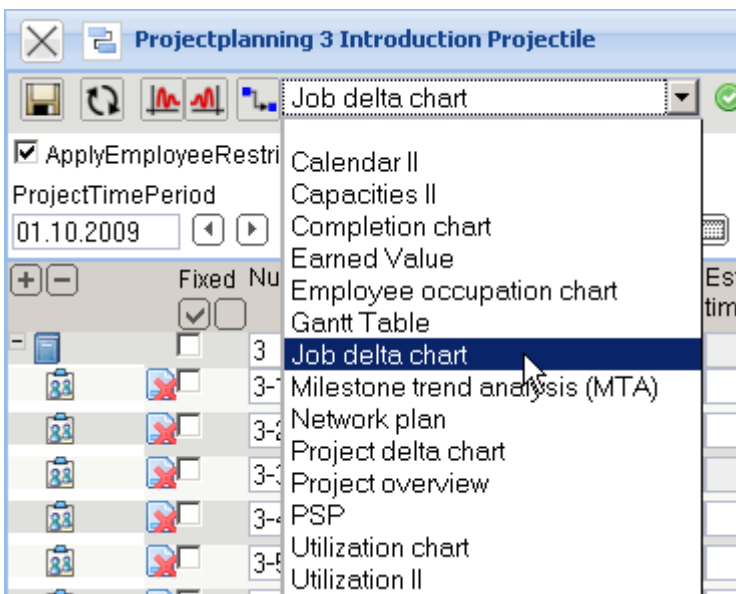 Projectplanning 3 Introduction Projectile
Job delta chart
ApplyEmployeeRestri
ProjectTimePeriod
01.10.2009
Calendar II
Capacities II
Completion chart
Earned Value
Employee occupation chart
Gantt Table
Job delta chart
Milestone trend analysis (MTA)
Network plan
Project delta chart
Project overview
PSP
Utilization chart
Utilization II
Fixed Nu
Es
tim
3
3-
3-2
3-3
3-4
3-5